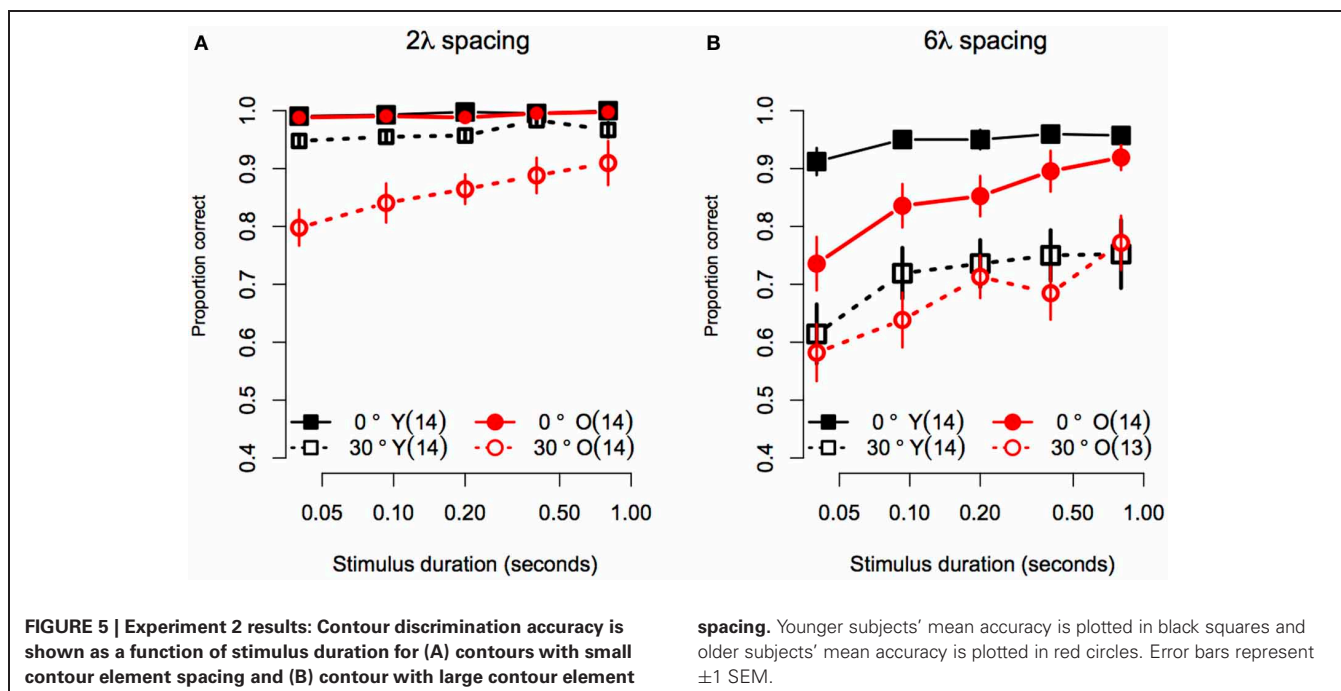 A
2λ spacing
Proportion correct
1.0
0.9
0.8
0.7
0.6
0.5
0.4
0° Y(14)
0° O(14)
30° Y(14)
30° O(14)
0.05 0.10 0.20 0.50 1.00
Stimulus duration (seconds)
B
6λ spacing
Proportion correct
1.0
0.9
0.8
0.7
0.6
0.5
0.4
0° Y(14)
0° O(14)
30° Y(14)
30° O(13)
0.05 0.10 0.20 0.50 1.00
Stimulus duration (seconds)
FIGURE 5 | Experiment 2 results: Contour discrimination accuracy is
shown as a function of stimulus duration for (A) contours with small
contour element spacing and (B) contour with large contour element
spacing. Younger subjects' mean accuracy is plotted in black squares and
older subjects' mean accuracy is plotted in red circles. Error bars represent
±1 SEM.